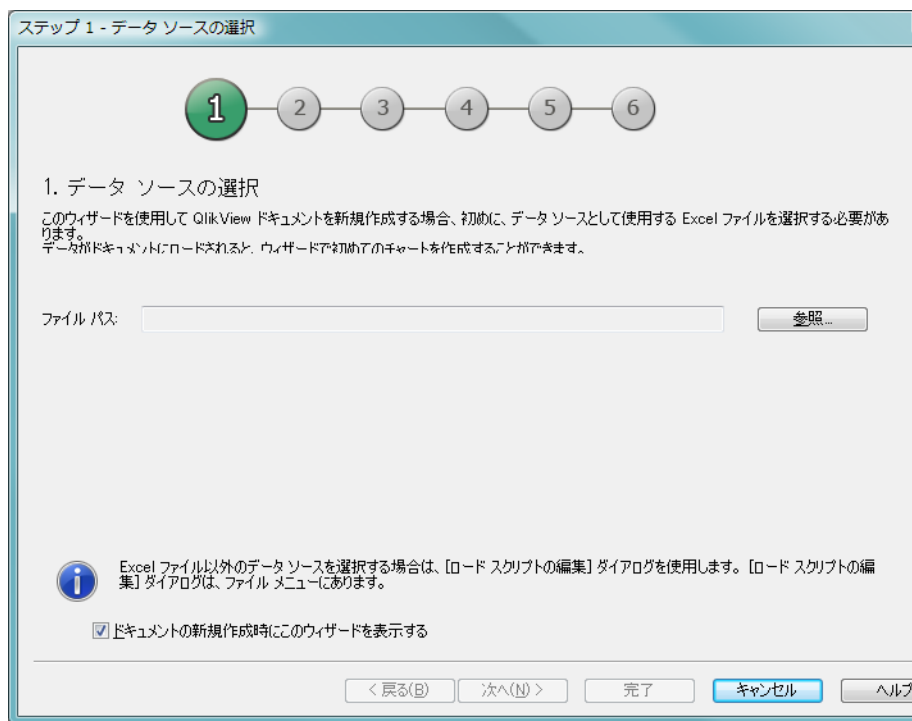 ステップ 1 - データ ソースの選択
1
2
3
4
5
6
1. データ ソースの選択
このウィザードを使用して QlikView ドキュメントを新規作成する場合、初めに、データ ソースとして使用する Excel ファイルを選択する必要があ
ります。
データがドキュメントにロードされると、ウィザードで初めてのチャートを作成することができます。
ファイル パス:
参照...
Excel ファイル以外のデータ ソースを選択する場合は、[ロード スクリプトの編集] ダイアログを使用します。[ロード スクリプトの編
集] ダイアログは、ファイル メニューにあります。
ドキュメントの新規作成時にこのウィザードを表示する
< 戻る(B)
次へ(N) >
完了
キャンセル
ヘルプ